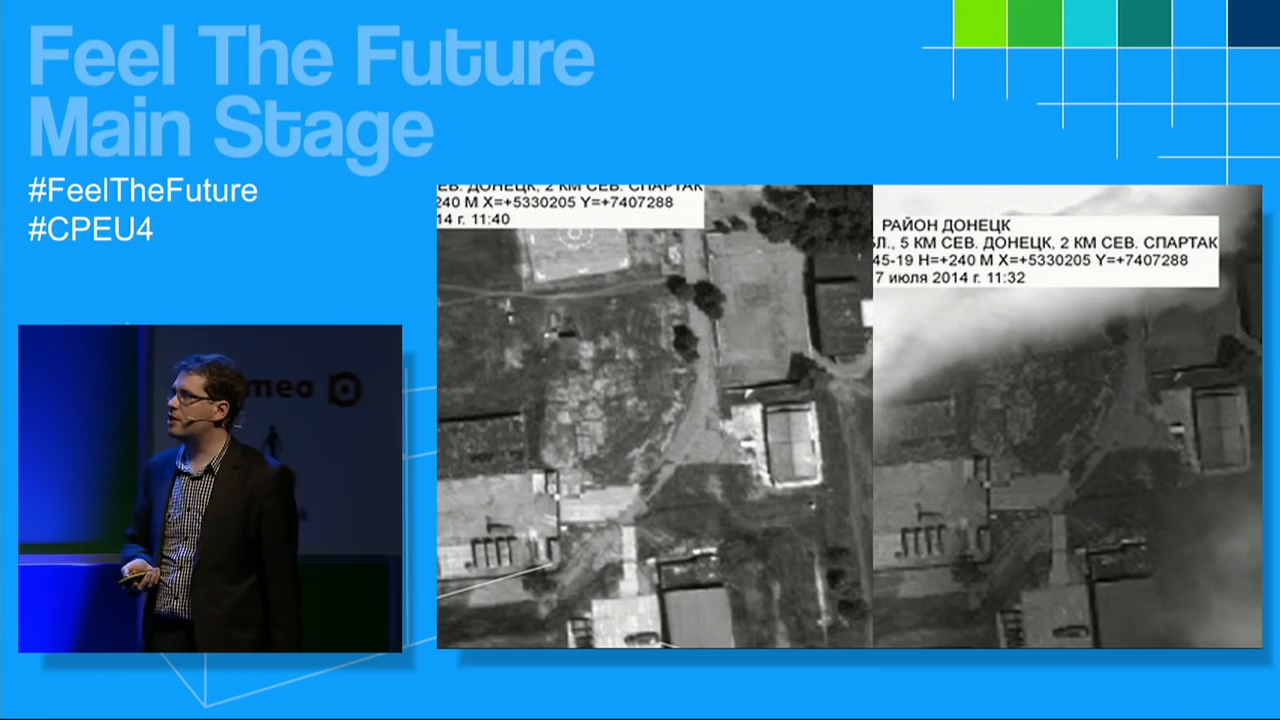 Feel The Future
Main Stage
#FeelTheFuture
#CPEU4
ЕВ. ДОНЕЦК, 2 КМ СЕВ. СПАРТАК
240 М X=+5330205 Y=+7407288
14 г. 11:40
РАЙОН ДОНЕЦК
Л., 5 КМ СЕВ. ДОНЕЦК, 2 КМ СЕВ. СПАРТАК
45-19 Н=+240 М X=+5330205 Y=+7407288
7 июля 2014 г. 11:32
mea